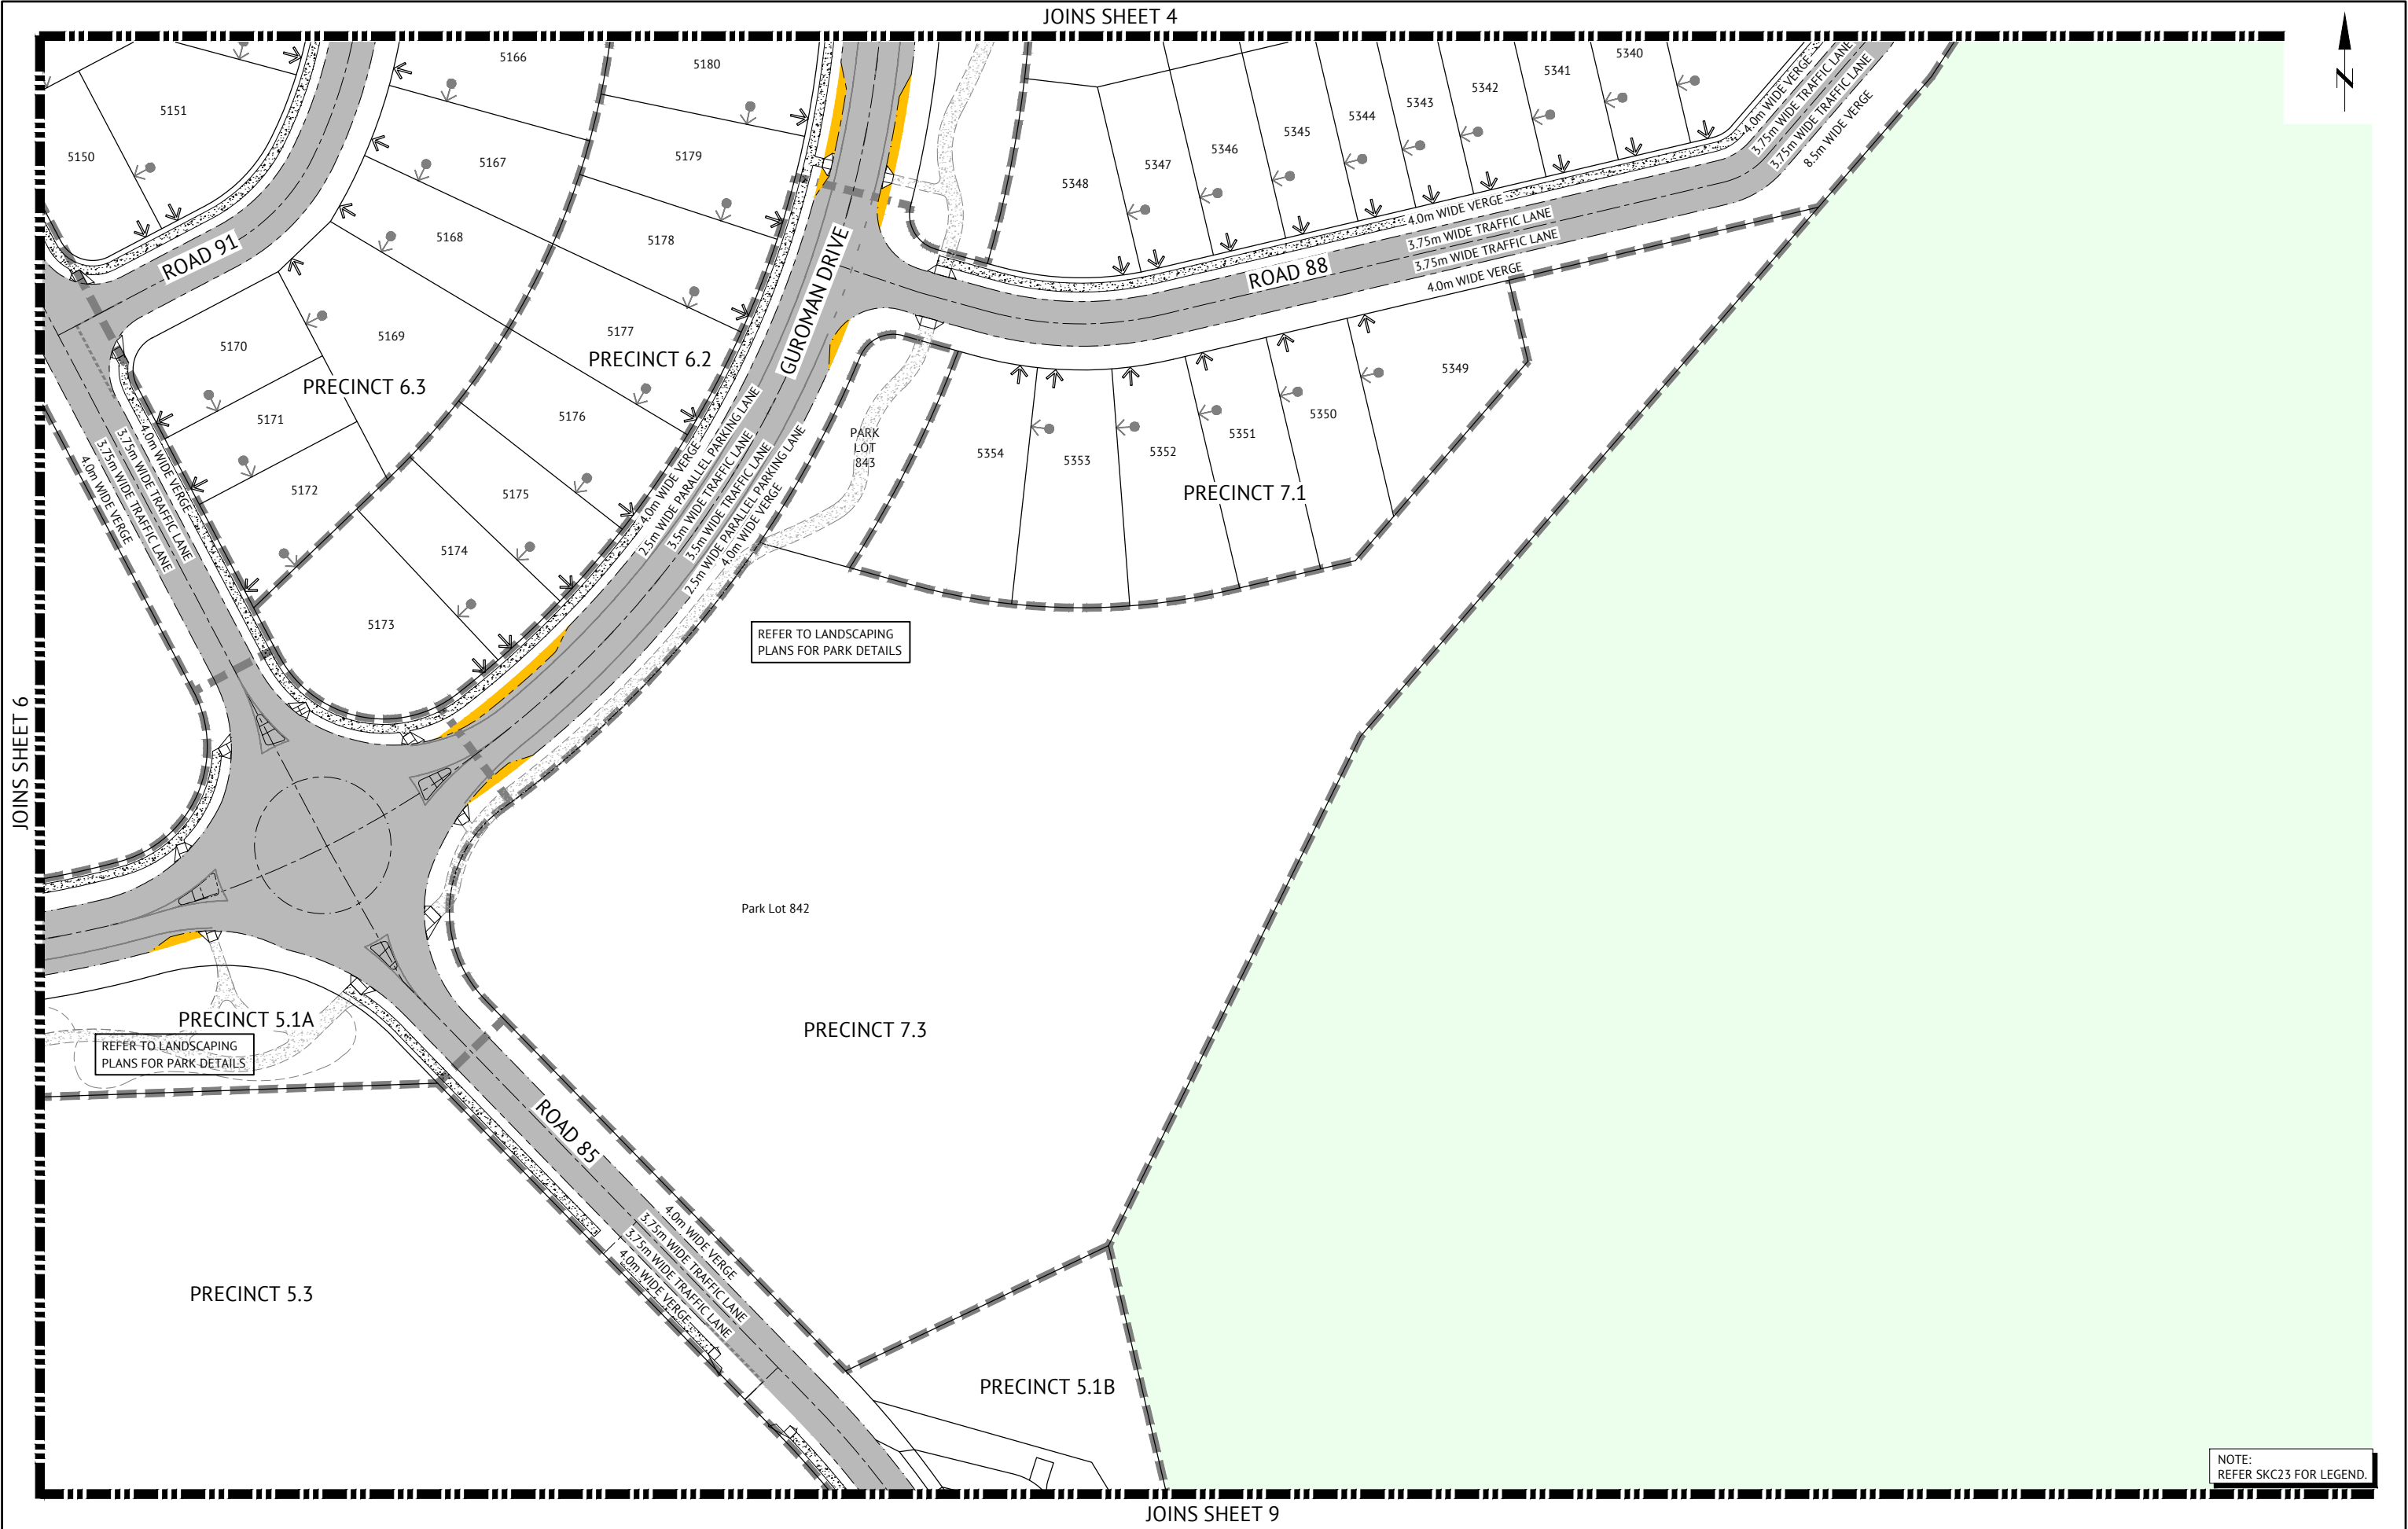 JOINS SHEET 4
5166
5180
5340
5341
5342
5343
5344
5345
5346
5347
5348
5151
5150
5167
5179
4.0m WIDE VERGE
3.75m WIDE TRAFFIC LANE
3.75m WIDE TRAFFIC LANE
8.5m WIDE VERGE
N
4.0m WIDE VERGE
3.75m WIDE TRAFFIC LANE
3.75m WIDE TRAFFIC LANE
4.0m WIDE VERGE
ROAD 91
5168
5178
GUROMAN DRIVE
ROAD 88
5170
5169
5177
PRECINCT 6.2
PRECINCT 6.3
5171
5176
5172
5175
5174
5173
4.0m WIDE VERGE
3.75m WIDE TRAFFIC LANE
3.75m WIDE TRAFFIC LANE
4.0m WIDE VERGE
4.0m WIDE VERGE
2.5m WIDE PARALLEL PARKING LANE
3.5m WIDE TRAFFIC LANE
3.5m WIDE TRAFFIC LANE
2.5m WIDE PARALLEL PARKING LANE
4.0m WIDE VERGE
PARK
LOT
843
5349
5350
5351
5352
5353
5354
PRECINCT 7.1
REFER TO LANDSCAPING
PLANS FOR PARK DETAILS
JOINS SHEET 6
Park Lot 842
PRECINCT 7.3
PRECINCT 5.1A
REFER TO LANDSCAPING
PLANS FOR PARK DETAILS
ROAD 85
4.0m WIDE VERGE
3.75m WIDE TRAFFIC LANE
3.75m WIDE TRAFFIC LANE
4.0m WIDE VERGE
PRECINCT 5.3
PRECINCT 5.1B
NOTE:
REFER SKC23 FOR LEGEND.
JOINS SHEET 9